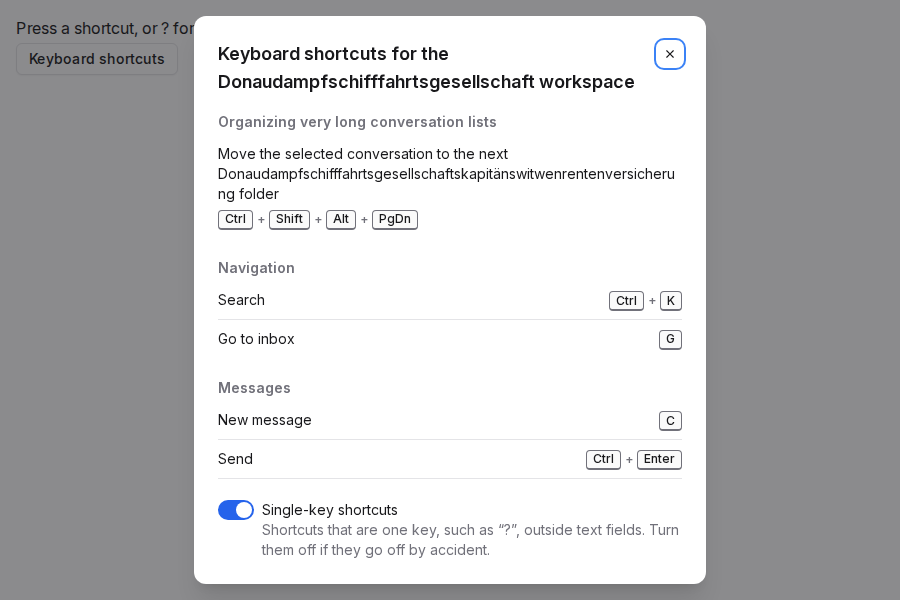 Press a shortcut, or ? for
Keyboard shortcuts
Keyboard shortcuts for the
Donaudampfschifffahrtsgesellschaft workspace
Organizing very long conversation lists
Move the selected conversation to the next
Donaudampfschifffahrtsgesellschaftskapitänswitwenrentenversicheru
ng folder
Ctrl + Shift + Alt + PgDn
Navigation
Search Ctrl + K
Go to inbox G
Messages
New message C
Send Ctrl + Enter
Single-key shortcuts
Shortcuts that are one key, such as “?”, outside text fields. Turn
them off if they go off by accident.